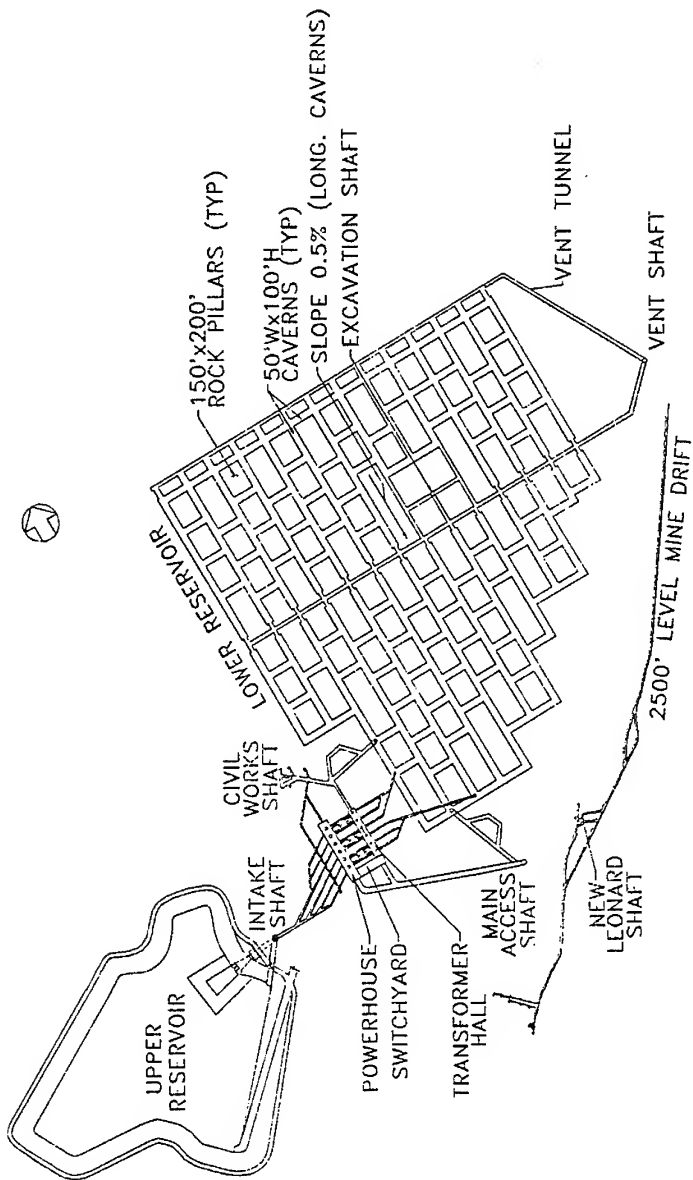 UPPER
RESERVOIR
INTAKE
SHAFT
CIVIL
WORKS
SHAFT
LOWER RESERVOIR
150'x200'
ROCK PILLARS (TYP)
50'Wx100'H
CAVERNS (TYP)
SLOPE 0.5% (LONG. CAVERNS)
EXCAVATION SHAFT
VENT TUNNEL
VENT SHAFT
POWERHOUSE
SWITCHYARD
TRANSFORMER
HALL
MAIN
ACCESS
SHAFT
NEW
LEONARD
SHAFT
2500' LEVEL MINE DRIFT